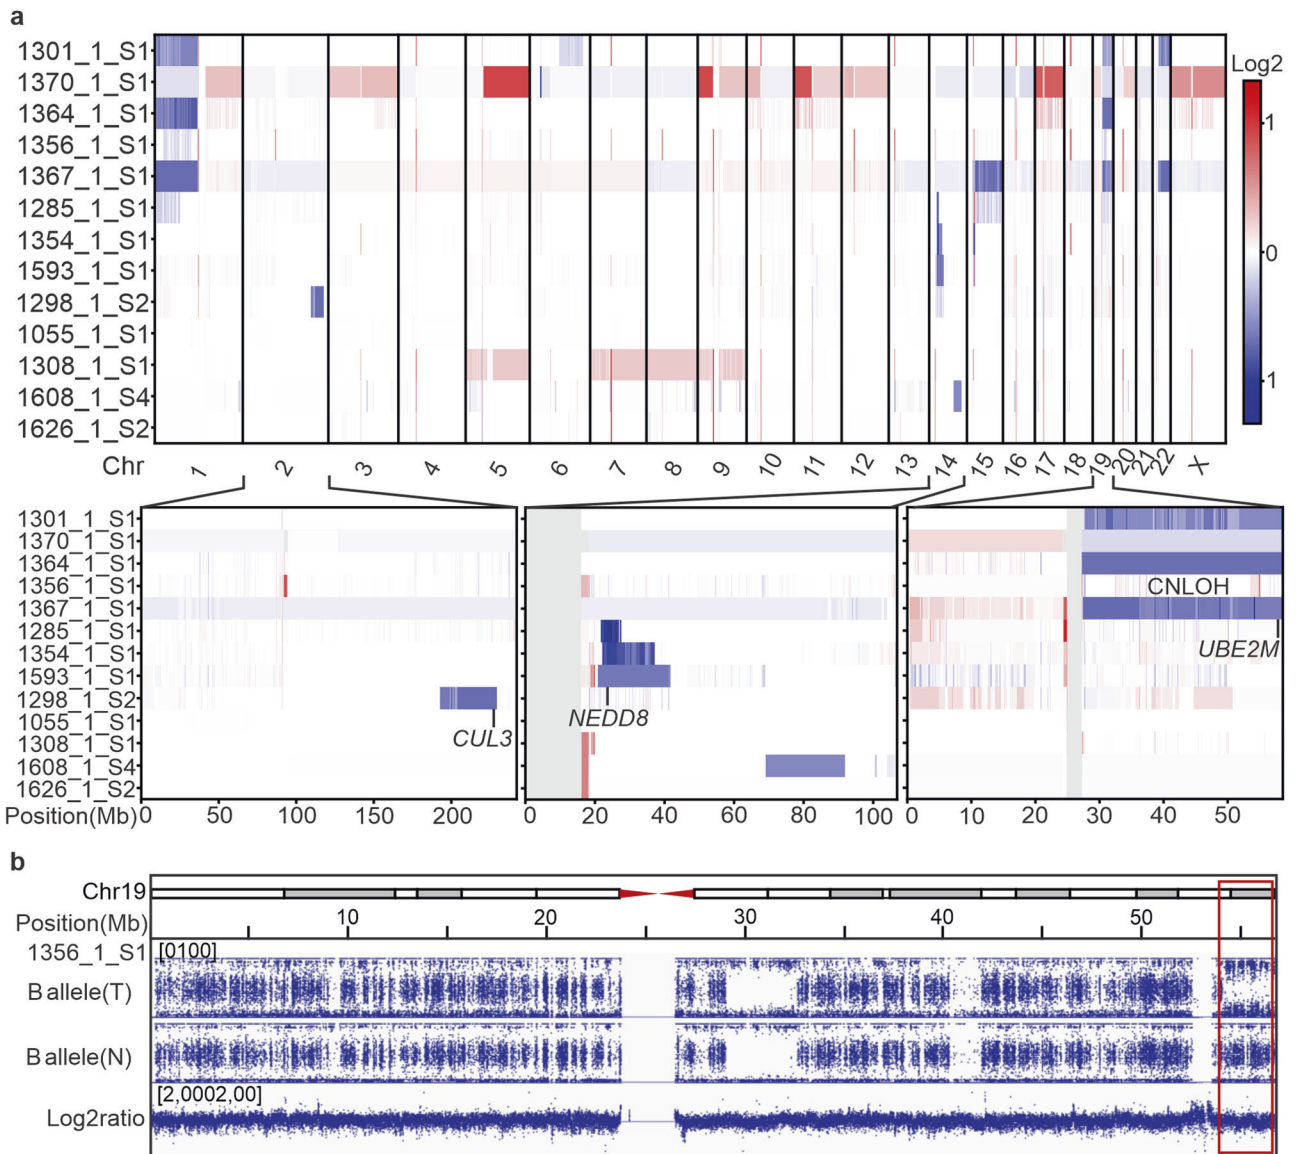 a
Log2
1301_1_S1
1370_1_S1
1364_1_S1
1356_1_S1
1367_1_S1
1285_1_S1
1354_1_S1
1593_1_S1
1298_1_S2
1055_1_S1
1308_1_S1
1608_1_S4
1626_1_S2
1
0
1
Chr
1 2 3 4 5 6 7 8 9 10 11 12 13 14 15 16 17 18 19 20 21 22 X
1301_1_S1
1370_1_S1
1364_1_S1
1356_1_S1
1367_1_S1
1285_1_S1
1354_1_S1
1593_1_S1
1298_1_S2
1055_1_S1
1308_1_S1
1608_1_S4
1626_1_S2
CNLOH
UBE2M
NEDD8
CUL3
Position(Mb)
0 50 100 150 200
0 20 40 60 80 100
0 10 20 30 40 50
b
Chr19
Position(Mb) 10 20 30 40 50
1356_1_S1 [0100]
B allele(T)
B allele(N)
[2,0002,00]
Log2ratio